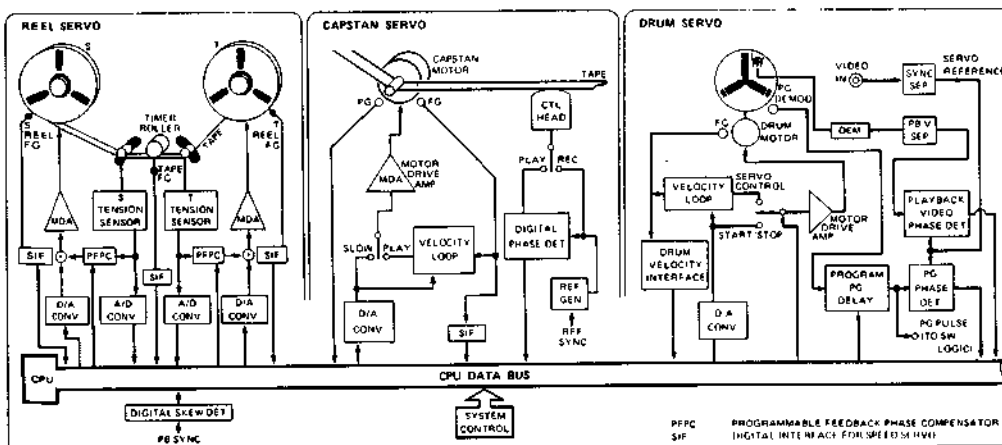 REEL SERVO
S
T
TIMER
ROLLER
S
REEL
FG
TAPE
FG
TAPE
T
REEL
FG
MDA
S
TENSION
SENSOR
T
TENSION
SENSOR
MDA
SIF
PFPC
SIF
PFPC
SIF
D/A
CONV
A/D
CONV
A/D
CONV
D/A
CONV
CAPSTAN SERVO
CAPSTAN
MOTOR
TAPE
PG
FG
CTL
HEAD
MOTOR
DRIVE
AMP
MDA
PLAY
REC
SLOW
PLAY
VELOCITY
LOOP
DIGITAL
PHASE DET
D/A
CONV
SIF
REF
GEN
REF
SYNC
DRUM SERVO
VIDEO
IN
SYNC
SEP
SERVO
REFERENCE
PG
DEMOD
FG
DRUM
MOTOR
DEM
PB V
SEP
VELOCITY
LOOP
SERVO
CONTROL
START/STOP
MOTOR
DRIVE
AMP
PLAYBACK
VIDEO
PHASE DET
DRUM
VELOCITY
INTERFACE
D/A
CONV
PROGRAM
PG
DELAY
PG
PHASE
DET
PG PULSE
(TO SW
LOGIC)
CPU
CPU DATA BUS
DIGITAL SKEW DET
PB SYNC
SYSTEM
CONTROL
PFPC PROGRAMMABLE FEEDBACK PHASE COMPENSATOR
SIF DIGITAL INTERFACE FOR SPEED SERVO